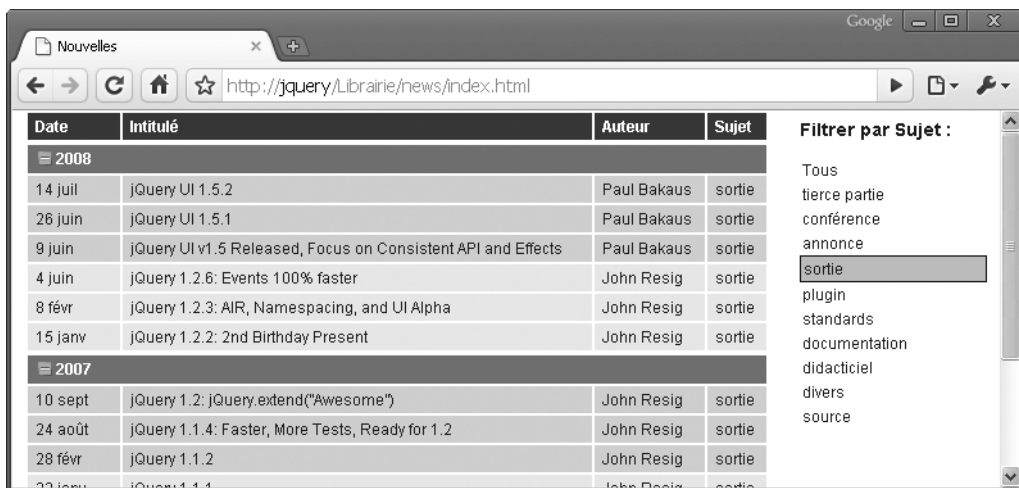 Google
Nouvelles
http://jquery/Librairie/news/index.html
Date Intitulé Auteur Sujet
2008
14 juil jQuery UI 1.5.2 Paul Bakaus sortie
26 juin jQuery UI 1.5.1 Paul Bakaus sortie
9 juin jQuery UI v1.5 Released, Focus on Consistent API and Effects Paul Bakaus sortie
4 juin jQuery 1.2.6: Events 100% faster John Resig sortie
8 févr jQuery 1.2.3: AIR, Namespacing, and UI Alpha John Resig sortie
15 janv jQuery 1.2.2: 2nd Birthday Present John Resig sortie
2007
10 sept jQuery 1.2: jQuery.extend("Awesome") John Resig sortie
24 août jQuery 1.1.4: Faster, More Tests, Ready for 1.2 John Resig sortie
28 févr jQuery 1.1.2 John Resig sortie
Filtrer par Sujet :
Tous
tierce partie
conférence
annonce
sortie
plugin
standards
documentation
didacticiel
divers
source